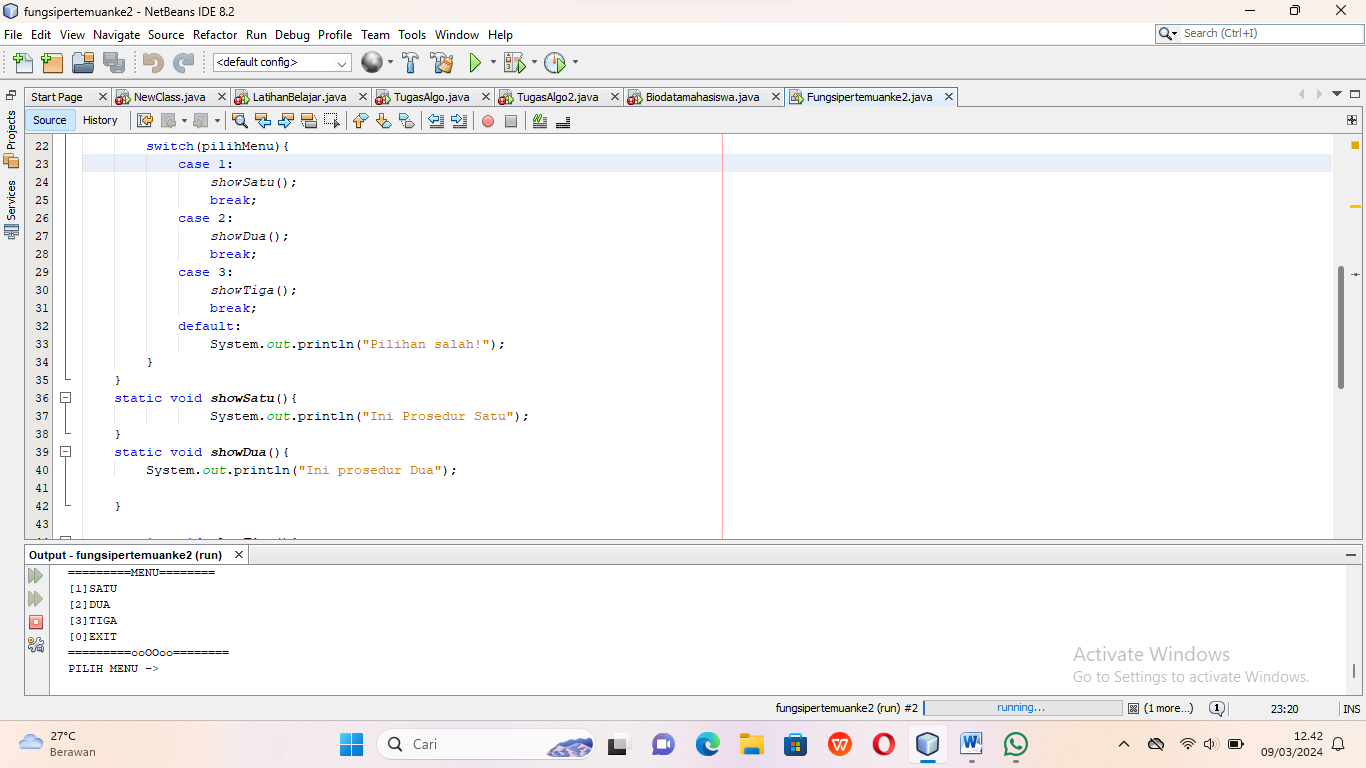 fungsipertemuanke2 - NetBeans IDE 8.2
File Edit View Navigate Source Refactor Run Debug Profile Team Tools Window Help
Search (Ctrl+I)
<default config>
Start Page NewClass.java LatihanBelajar.java TugasAlgo.java TugasAlgo2.java Biodatamahasiswa.java Fungsipertemuanke2.java
Source History
Projects
Services
22 switch(pilihMenu){
23 case 1:
24 showSatu();
25 break;
26 case 2:
27 showDua();
28 break;
29 case 3:
30 showTiga();
31 break;
32 default:
33 System.out.println("Pilihan salah!");
34 }
35 }
36 static void showSatu(){
37 System.out.println("Ini Prosedur Satu");
38 }
39 static void showDua(){
40 System.out.println("Ini prosedur Dua");
41
42 }
43
Output - fungsipertemuanke2 (run)
=========MENU========
[1]SATU
[2]DUA
[3]TIGA
[0]EXIT
=========ooOOoo========
PILIH MENU ->
Activate Windows
Go to Settings to activate Windows.
fungsipertemuanke2 (run) #2 running... (1 more...) 1 23:20 INS
27°C
Berawan
Cari
12.42
09/03/2024